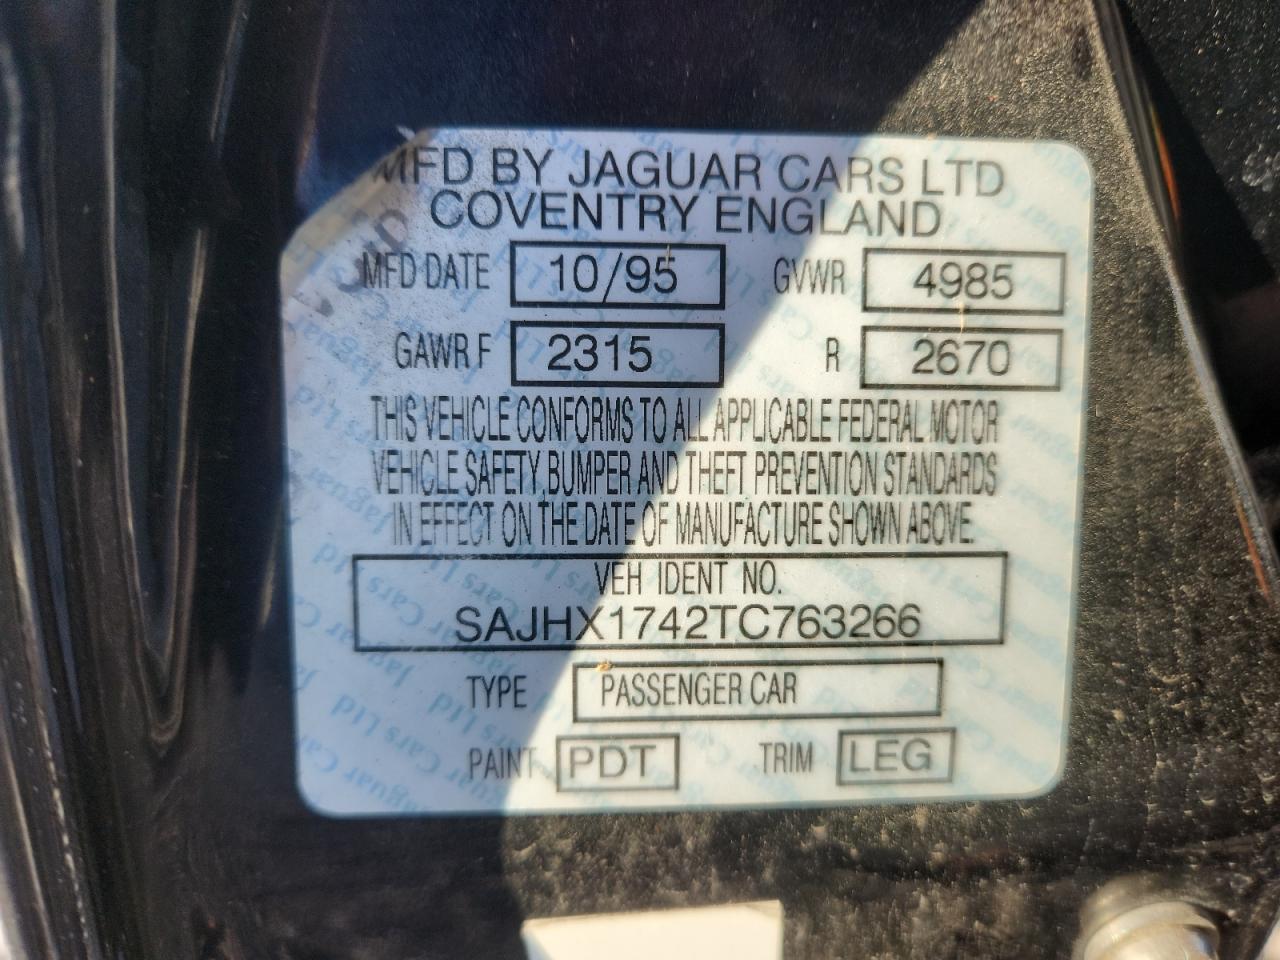 MFD BY JAGUAR CARS LTD
COVENTRY ENGLAND
MFD DATE 10/95 GVWR 4985
GAWR F 2315 R 2670
THIS VEHICLE CONFORMS TO ALL APPLICABLE FEDERAL MOTOR
VEHICLE SAFETY, BUMPER AND THEFT PREVENTION STANDARDS
IN EFFECT ON THE DATE OF MANUFACTURE SHOWN ABOVE.
VEH IDENT NO.
SAJHX1742TC763266
TYPE PASSENGER CAR
PAINT PDT TRIM LEG